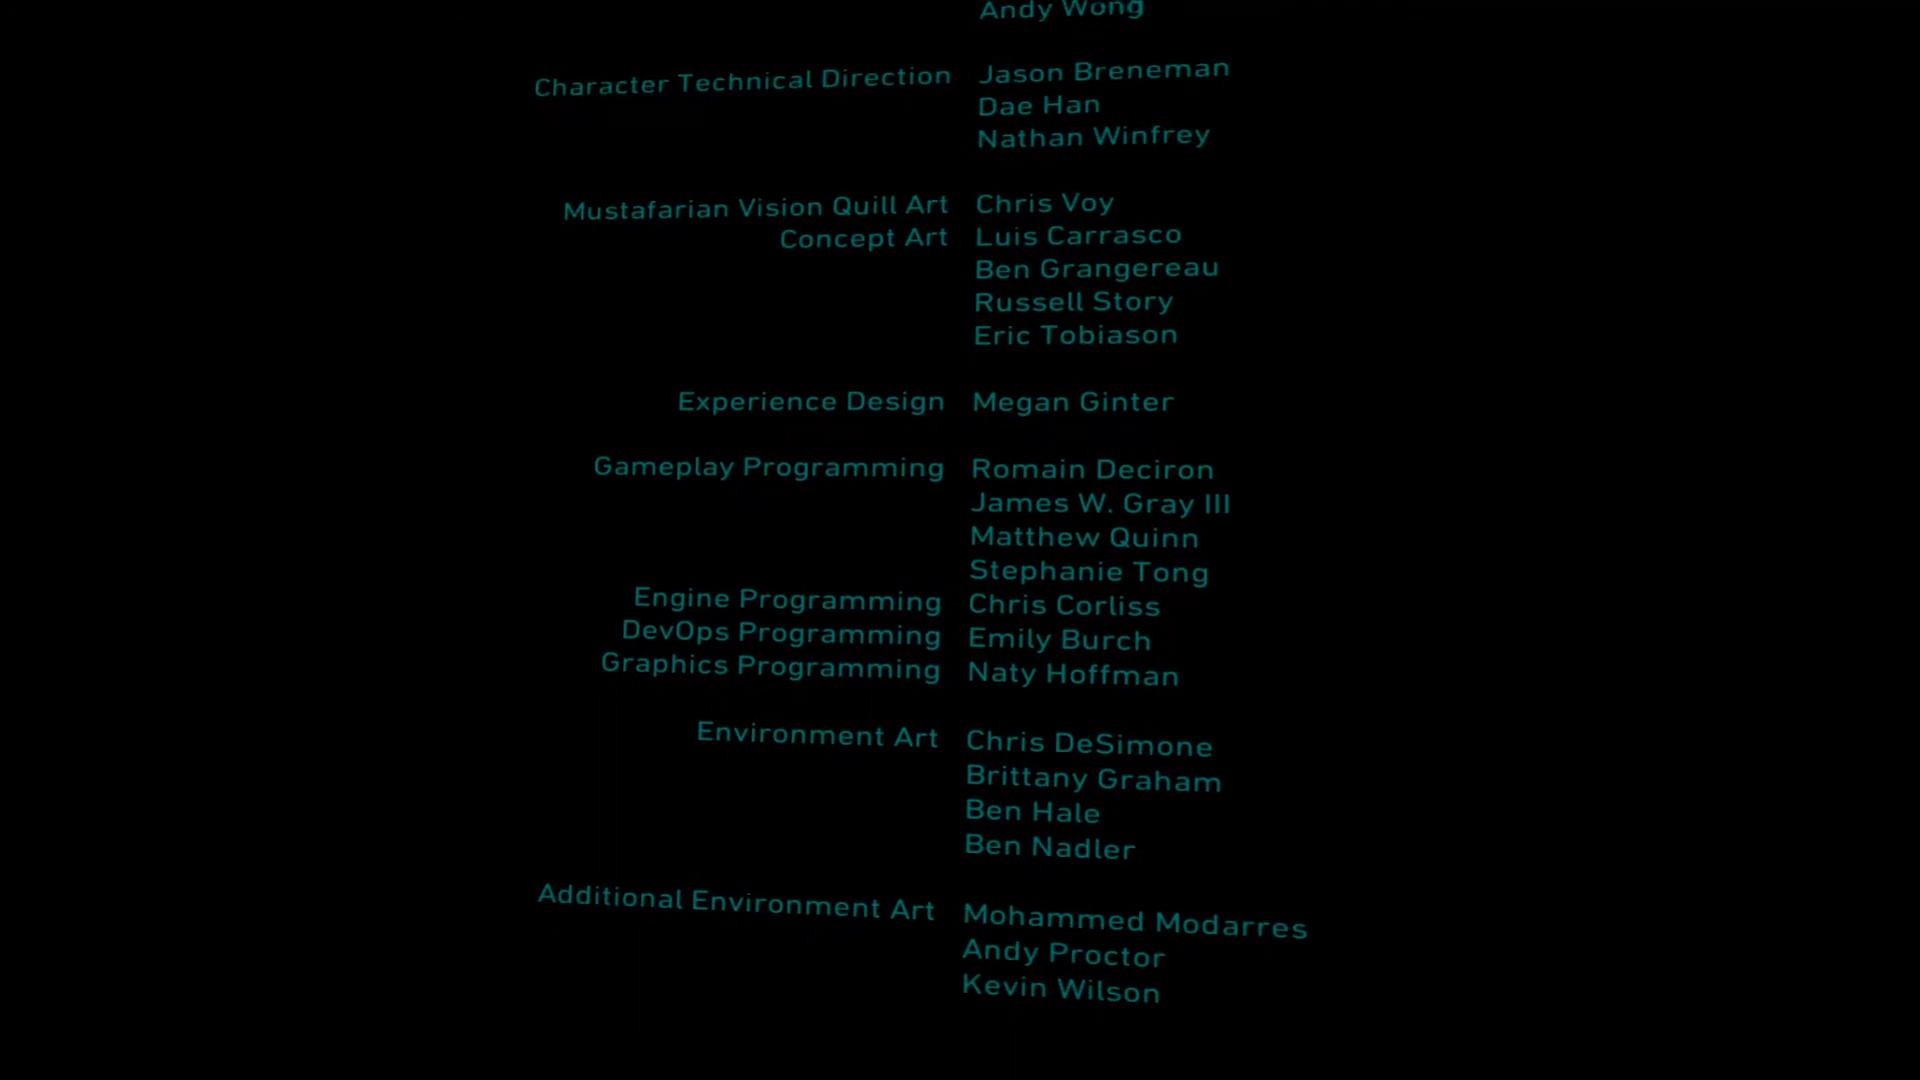 Andy Wong
Character Technical Direction Jason Breneman
Dae Han
Nathan Winfrey
Mustafarian Vision Quill Art Chris Voy
Concept Art Luis Carrasco
Ben Grangereau
Russell Story
Eric Tobiason
Experience Design Megan Ginter
Gameplay Programming Romain Deciron
James W. Gray III
Matthew Quinn
Stephanie Tong
Engine Programming Chris Corliss
DevOps Programming Emily Burch
Graphics Programming Naty Hoffman
Environment Art Chris DeSimone
Brittany Graham
Ben Hale
Ben Nadler
Additional Environment Art Mohammed Modarres
Andy Proctor
Kevin Wilson